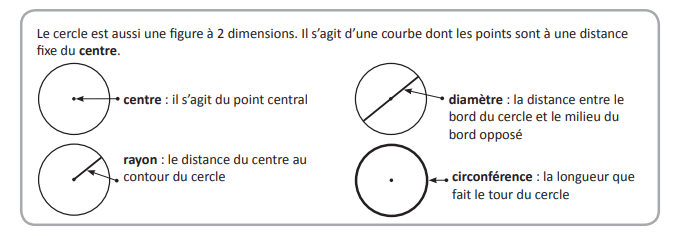 Le cercle est aussi une figure à 2 dimensions. Il s’agit d’une courbe dont les points sont à une distance
fixe du centre.
centre : il s’agit du point central
diamètre : la distance entre le
bord du cercle et le milieu du
bord opposé
rayon : le distance du centre au
contour du cercle
circonférence : la longueur que
fait le tour du cercle